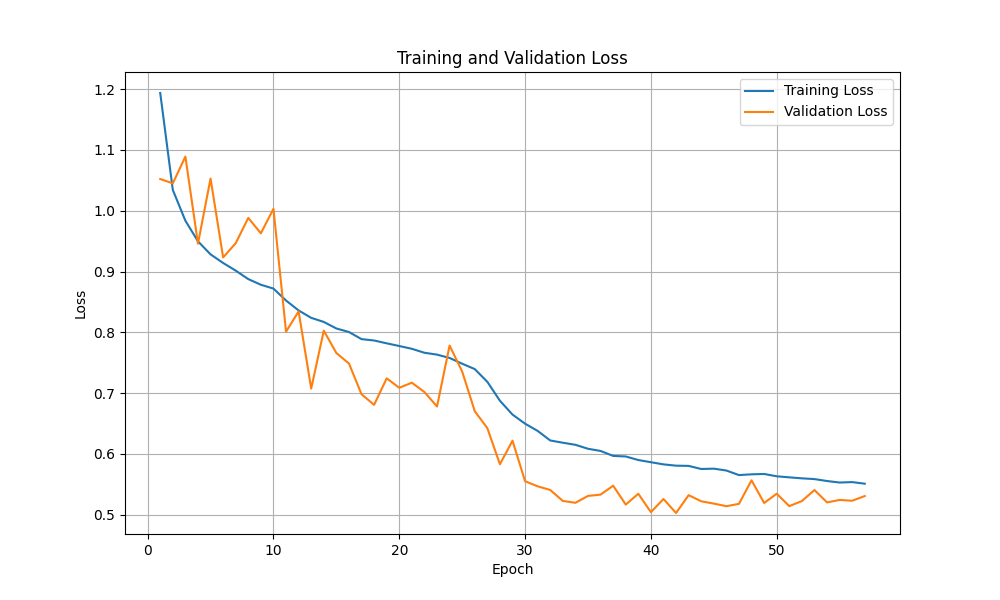 Training and Validation Loss
Training Loss
Validation Loss
1.2
1.1
1.0
0.9
0.8
0.7
0.6
0.5
Loss
0 10 20 30 40 50
Epoch